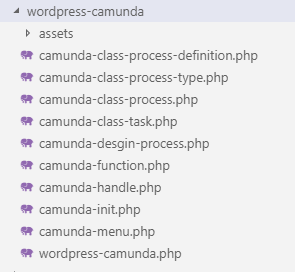 wordpress-camunda
assets
camunda-class-process-definition.php
camunda-class-process-type.php
camunda-class-process.php
camunda-class-task.php
camunda-desgin-process.php
camunda-function.php
camunda-handle.php
camunda-init.php
camunda-menu.php
wordpress-camunda.php